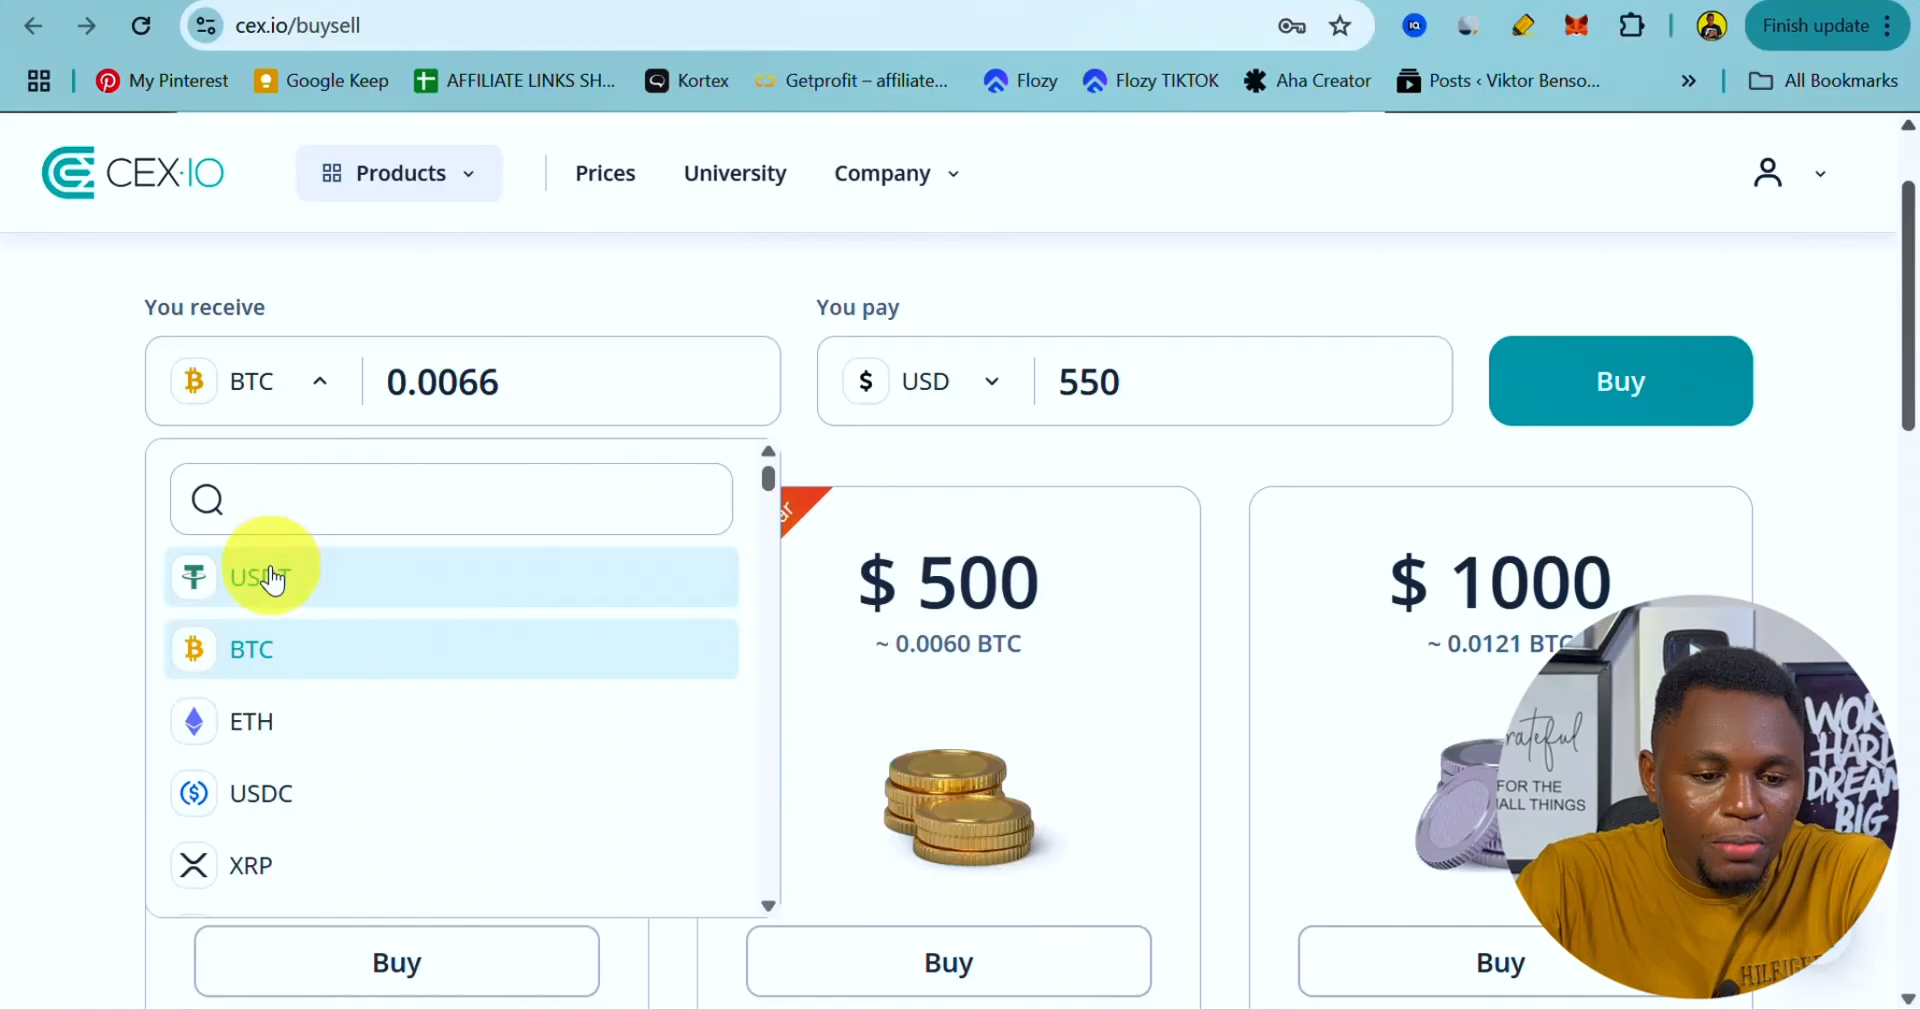 cex.io/buysell
Finish update
My Pinterest
Google Keep
AFFILIATE LINKS SH...
Kortex
Getprofit – affiliate...
Flozy
Flozy TIKTOK
Aha Creator
Posts ‹ Viktor Benso...
»
All Bookmarks
CEX·IO
Products
Prices
University
Company
You receive
You pay
BTC
0.0066
$
USD
550
Buy
USDT
BTC
ETH
USDC
XRP
$ 500
~ 0.0060 BTC
$ 1000
~ 0.0121 BTC
Buy
Buy
Buy
grateful
FOR THE
SMALL THINGS
WORK
HARD
DREAM
BIG